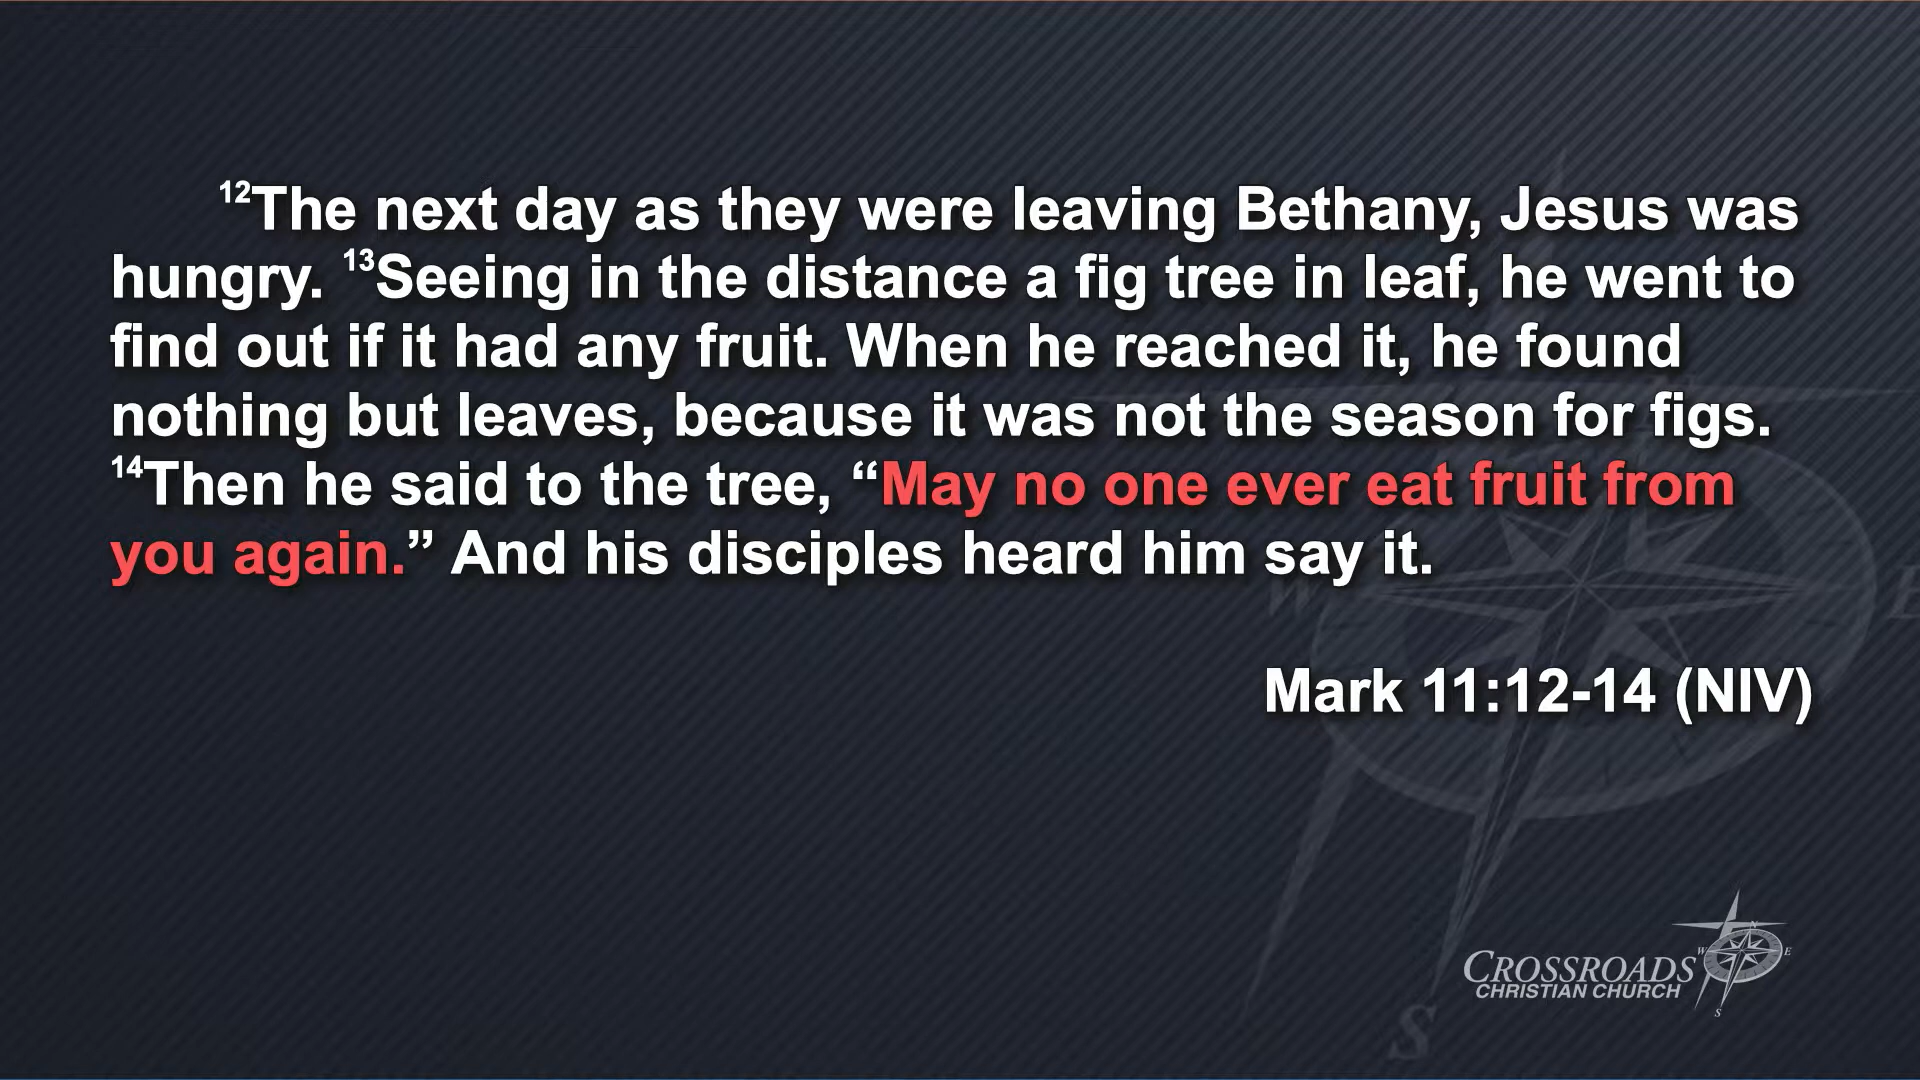 ¹²The next day as they were leaving Bethany, Jesus was
hungry. ¹³Seeing in the distance a fig tree in leaf, he went to
find out if it had any fruit. When he reached it, he found
nothing but leaves, because it was not the season for figs.
¹⁴Then he said to the tree, “May no one ever eat fruit from
you again.” And his disciples heard him say it.
Mark 11:12-14 (NIV)
W
E
S
CROSSROADS
CHRISTIAN CHURCH
N
W
E
S